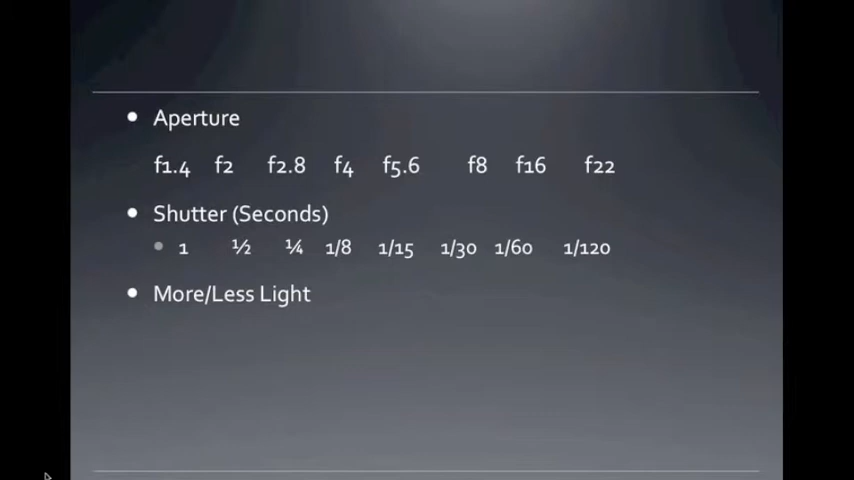 Aperture
f1.4 f2 f2.8 f4 f5.6 f8 f16 f22
Shutter (Seconds)
1 ½ ¼ 1/8 1/15 1/30 1/60 1/120
More/Less Light